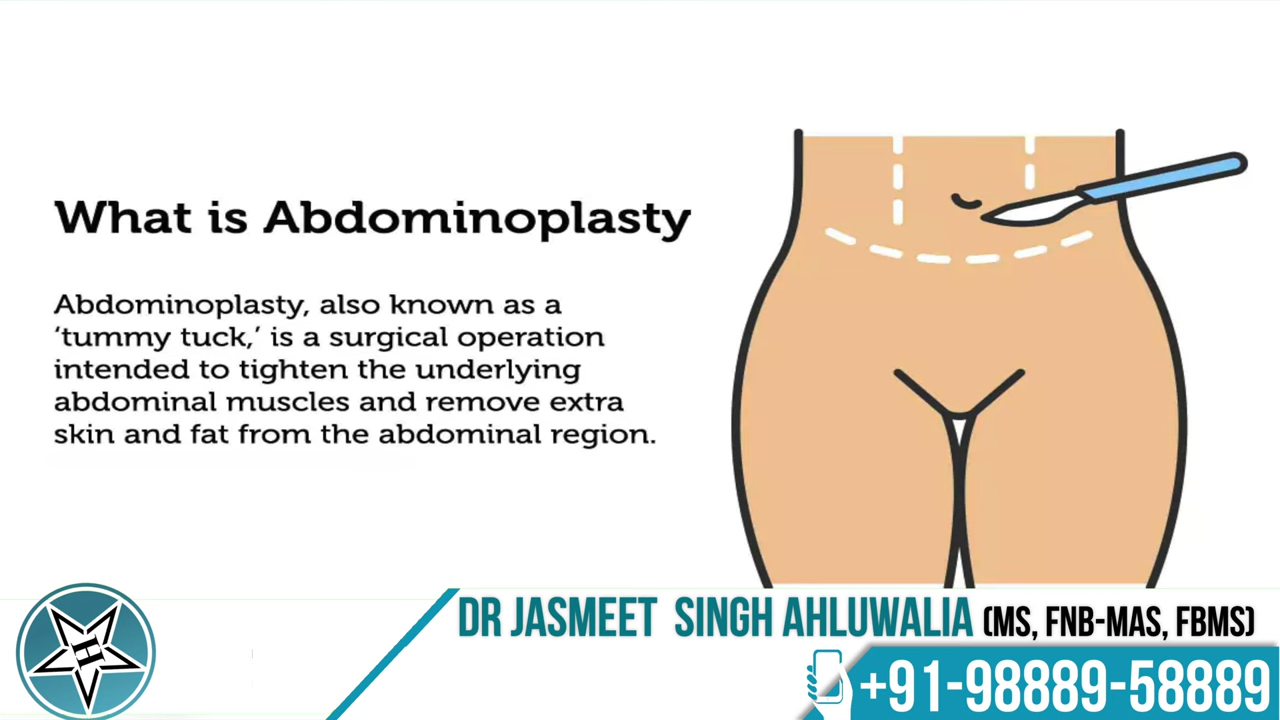 What is Abdominoplasty
Abdominoplasty, also known as a
‘tummy tuck,’ is a surgical operation
intended to tighten the underlying
abdominal muscles and remove extra
skin and fat from the abdominal region.
DR JASMEET SINGH AHLUWALIA (MS, FNB-MAS, FBMS)
+91-98889-58889
H